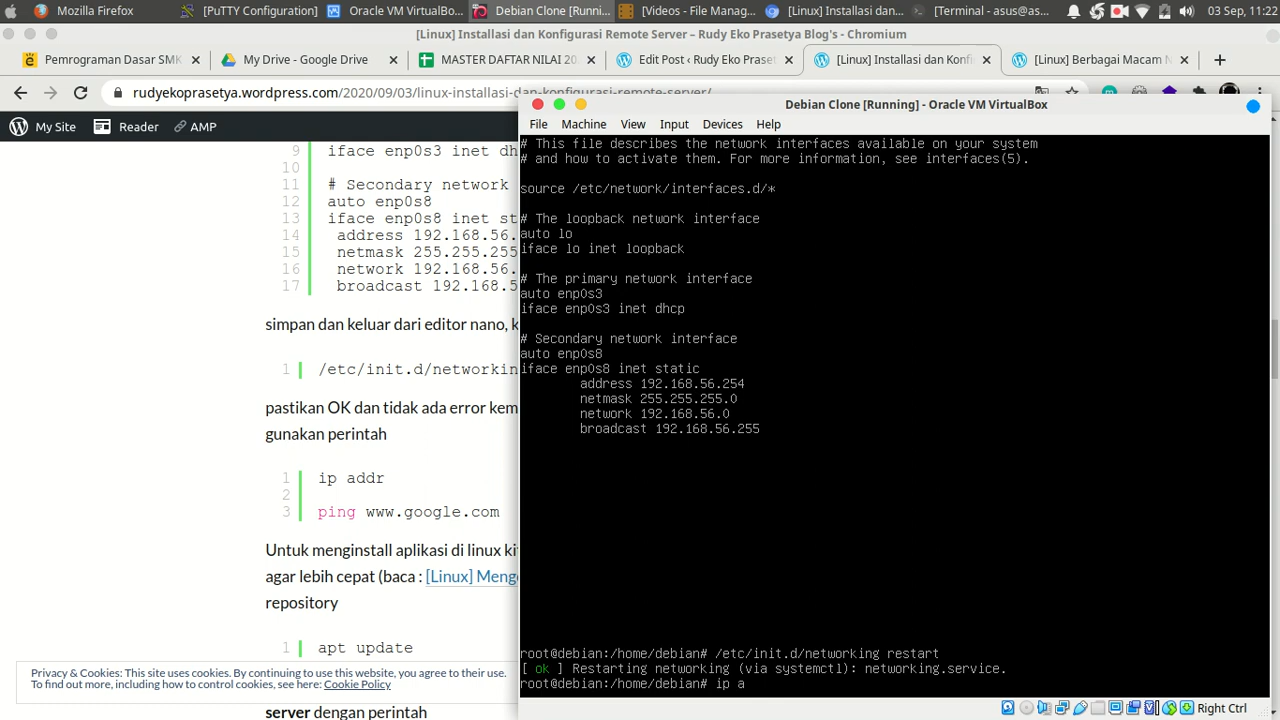 Mozilla Firefox
[PuTTY Configuration]
Oracle VM VirtualBo...
Debian Clone [Runni...
[Videos - File Manag...
[Linux] Installasi dan...
[Terminal - asus@as...
03 Sep, 11:22
[Linux] Installasi dan Konfigurasi Remote Server – Rudy Eko Prasetya Blog's - Chromium
Pemrograman Dasar SMK
My Drive - Google Drive
MASTER DAFTAR NILAI 20
Edit Post ‹ Rudy Eko Praset
[Linux] Installasi dan Konfi
[Linux] Berbagai Macam N
rudyekoprasetya.wordpress.com/2020/09/03/linux-installasi-dan-konfigurasi-remote-server/
My Site
Reader
AMP
9 iface enp0s3 inet dh
10
11 # Secondary network
12 auto enp0s8
13 iface enp0s8 inet st
14 address 192.168.56.
15 netmask 255.255.255
16 network 192.168.56.
17 broadcast 192.168.5
simpan dan keluar dari editor nano, k
1 /etc/init.d/networkin
pastikan OK dan tidak ada error kem
gunakan perintah
1 ip addr
2
3 ping www.google.com
Untuk menginstall aplikasi di linux ki
agar lebih cepat (baca : [Linux] Meng
repository
1 apt update
Privacy & Cookies: This site uses cookies. By continuing to use this website, you agree to their use.
To find out more, including how to control cookies, see here: Cookie Policy
server dengan perintah
Debian Clone [Running] - Oracle VM VirtualBox
File Machine View Input Devices Help
# This file describes the network interfaces available on your system
# and how to activate them. For more information, see interfaces(5).
source /etc/network/interfaces.d/*
# The loopback network interface
auto lo
iface lo inet loopback
# The primary network interface
auto enp0s3
iface enp0s3 inet dhcp
# Secondary network interface
auto enp0s8
iface enp0s8 inet static
address 192.168.56.254
netmask 255.255.255.0
network 192.168.56.0
broadcast 192.168.56.255
root@debian:/home/debian# /etc/init.d/networking restart
[ ok ] Restarting networking (via systemctl): networking.service.
root@debian:/home/debian# ip a
Right Ctrl